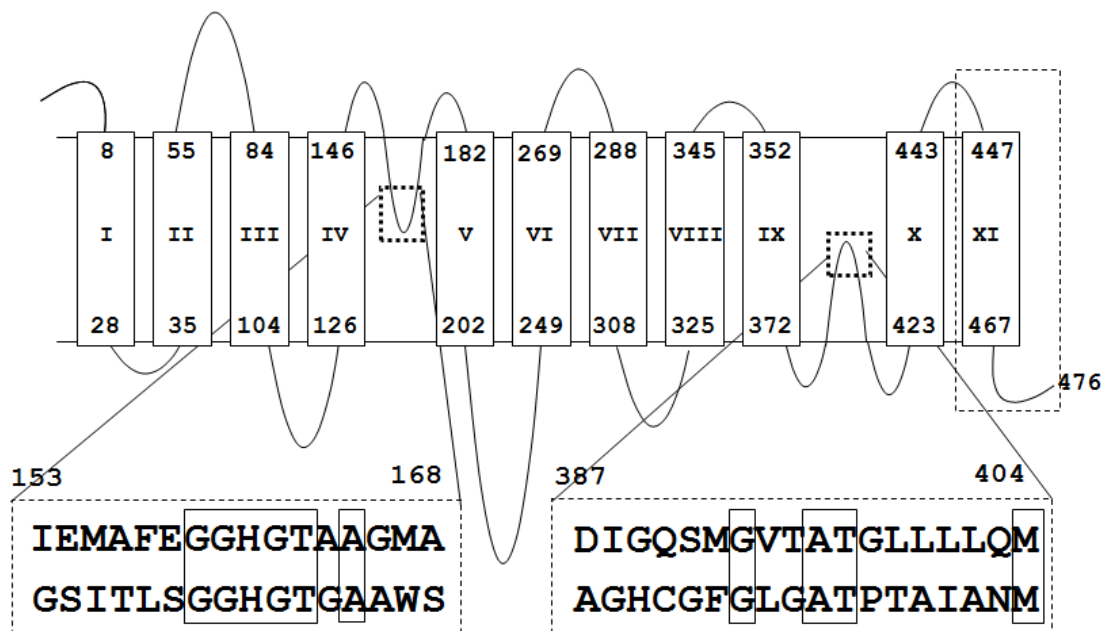 8 55 84 146 182 269 288 345 352 443 447
I II III IV V VI VII VIII IX X XI
28 35 104 126 202 249 308 325 372 423 467
476
153 168 387 404
IEMAFEGGHGTAAGMA DIGQSMGVTATGLLLLQM
GSITLSGGHGTGAAWS AGHCGFGLGATPTAIANM